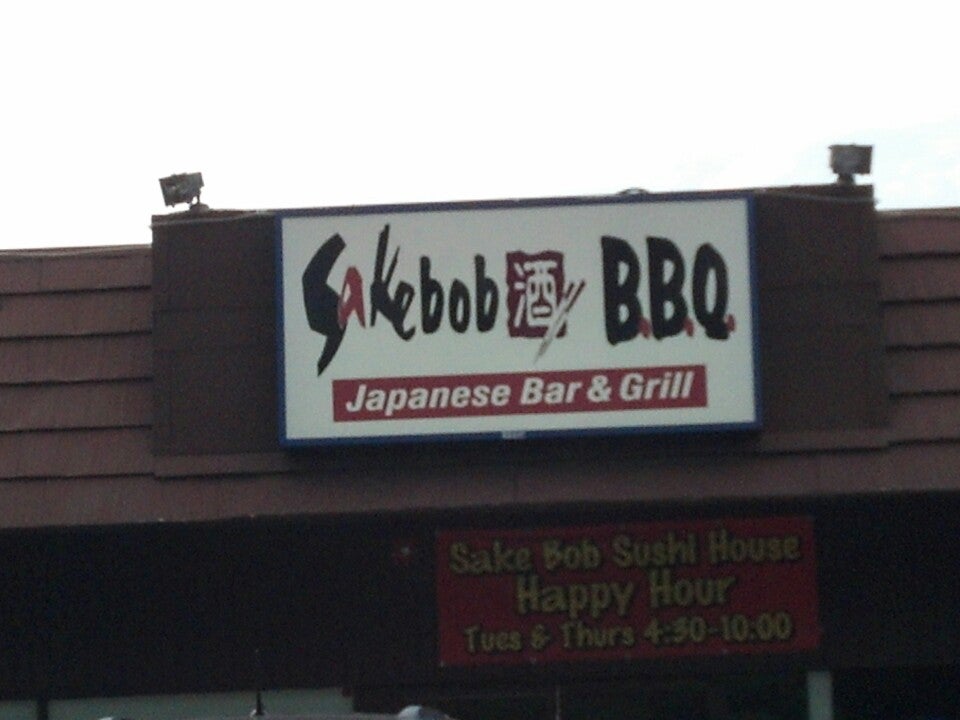 Sakebob 酒 B.B.Q.
Japanese Bar & Grill
Sake Bob Sushi House
Happy Hour
Tues & Thurs 4:30-10:00